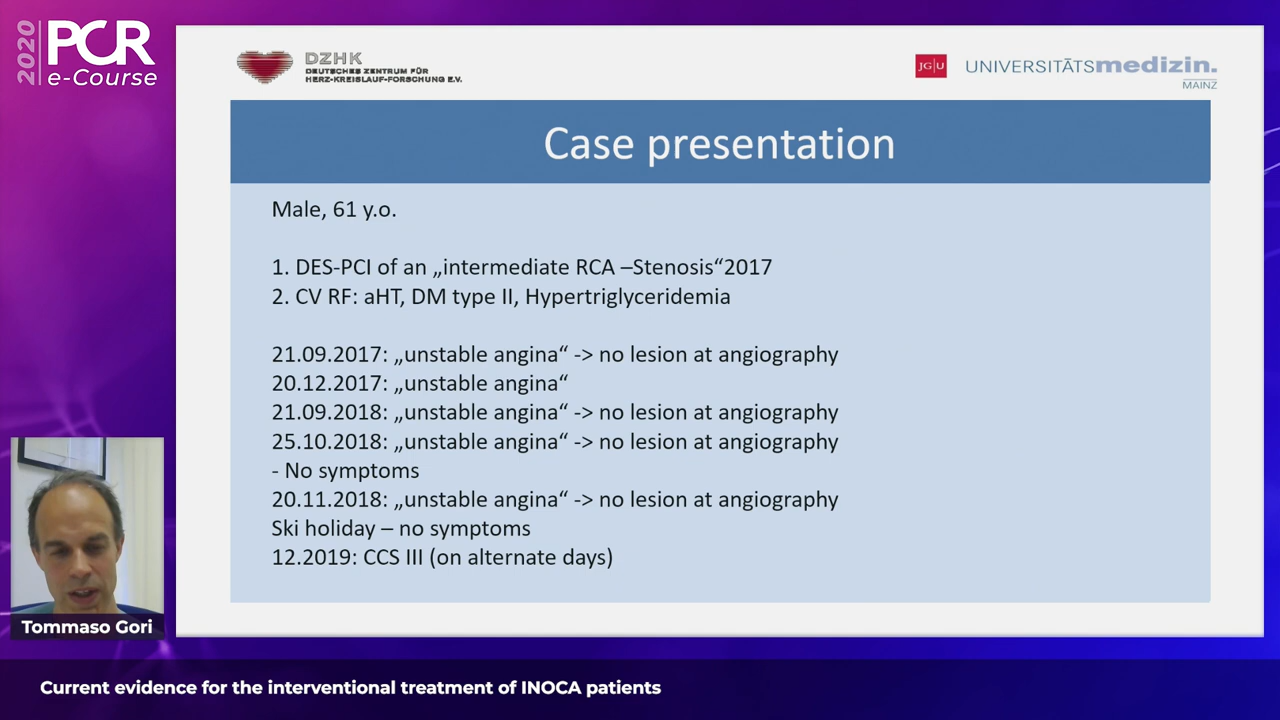 2020
PCR
e-Course
DZHK
DEUTSCHES ZENTRUM FÜR
HERZ-KREISLAUF-FORSCHUNG E.V.
JG|U
UNIVERSITÄTSmedizin.
MAINZ
Case presentation
Male, 61 y.o.
1. DES-PCI of an „intermediate RCA –Stenosis“2017
2. CV RF: aHT, DM type II, Hypertriglyceridemia
21.09.2017: „unstable angina“ -> no lesion at angiography
20.12.2017: „unstable angina“
21.09.2018: „unstable angina“ -> no lesion at angiography
25.10.2018: „unstable angina“ -> no lesion at angiography
- No symptoms
20.11.2018: „unstable angina“ -> no lesion at angiography
Ski holiday – no symptoms
12.2019: CCS III (on alternate days)
Tommaso Gori
Current evidence for the interventional treatment of INOCA patients